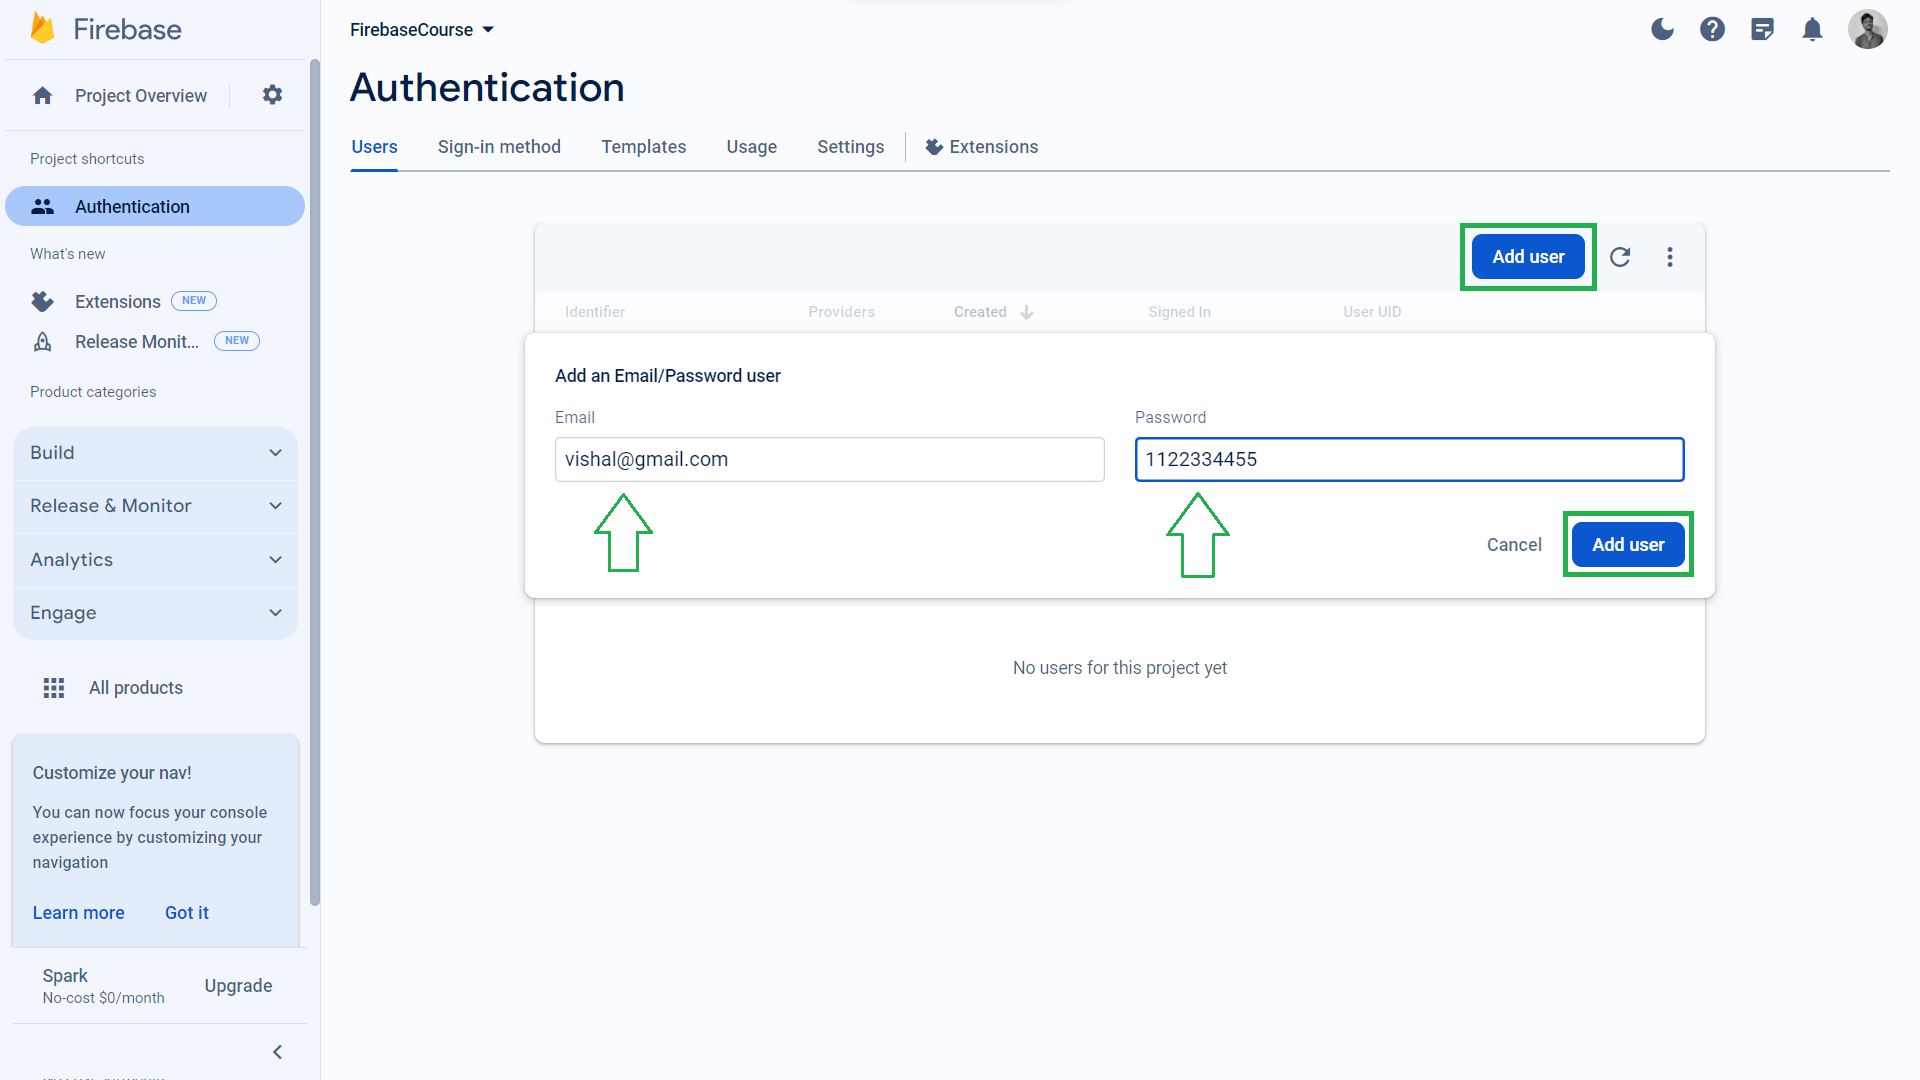 Firebase
Project Overview
Project shortcuts
Authentication
What's new
Extensions NEW
Release Monit... NEW
Product categories
Build
Release & Monitor
Analytics
Engage
All products
Customize your nav!
You can now focus your console
experience by customizing your
navigation
Learn more Got it
Spark
No-cost $0/month
Upgrade
FirebaseCourse
Authentication
Users Sign-in method Templates Usage Settings Extensions
Add user
Identifier Providers Created Signed In User UID
Add an Email/Password user
Email Password
vishal@gmail.com 1122334455
Cancel Add user
No users for this project yet